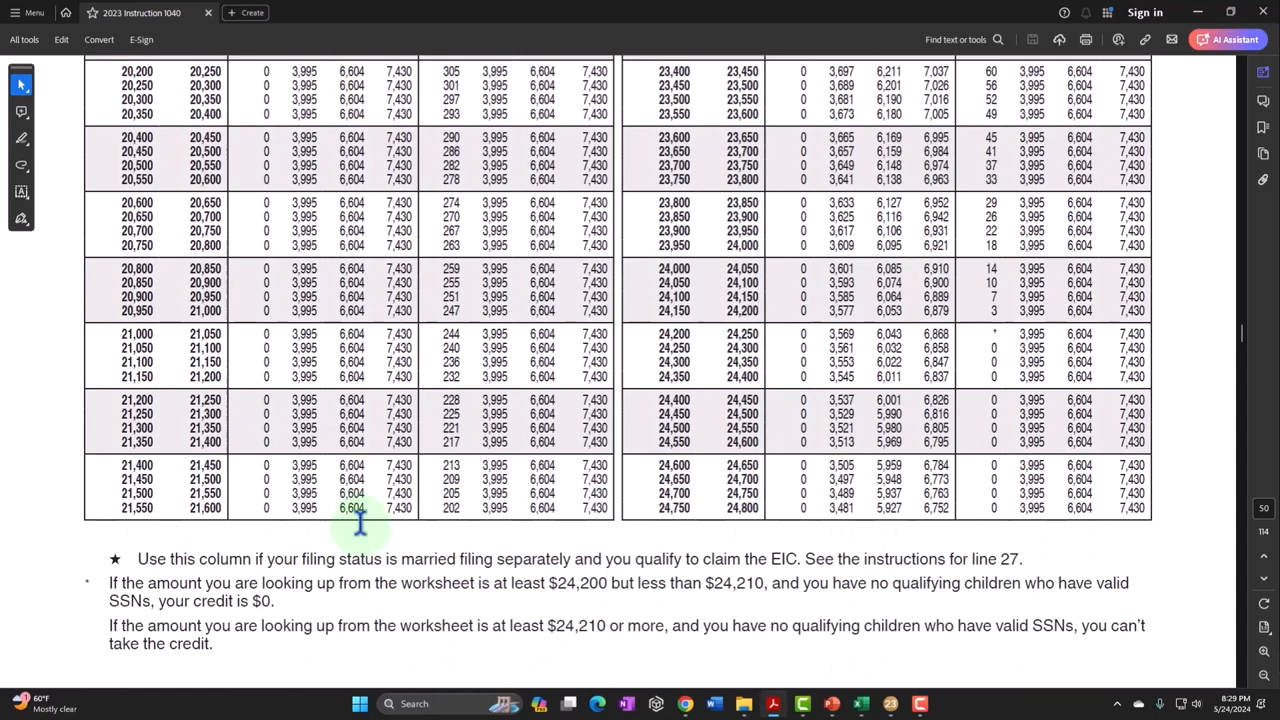 Menu
2023 Instruction 1040
Create
Sign in
All tools Edit Convert E-Sign
Find text or tools
AI Assistant
20,200 20,250 0 3,995 6,604 7,430 305 3,995 6,604 7,430 23,400 23,450 0 3,697 6,211 7,037 60 3,995 6,604 7,430
20,250 20,300 0 3,995 6,604 7,430 301 3,995 6,604 7,430 23,450 23,500 0 3,689 6,201 7,026 56 3,995 6,604 7,430
20,300 20,350 0 3,995 6,604 7,430 297 3,995 6,604 7,430 23,500 23,550 0 3,681 6,190 7,016 52 3,995 6,604 7,430
20,350 20,400 0 3,995 6,604 7,430 293 3,995 6,604 7,430 23,550 23,600 0 3,673 6,180 7,005 49 3,995 6,604 7,430
20,400 20,450 0 3,995 6,604 7,430 290 3,995 6,604 7,430 23,600 23,650 0 3,665 6,169 6,995 45 3,995 6,604 7,430
20,450 20,500 0 3,995 6,604 7,430 286 3,995 6,604 7,430 23,650 23,700 0 3,657 6,159 6,984 41 3,995 6,604 7,430
20,500 20,550 0 3,995 6,604 7,430 282 3,995 6,604 7,430 23,700 23,750 0 3,649 6,148 6,974 37 3,995 6,604 7,430
20,550 20,600 0 3,995 6,604 7,430 278 3,995 6,604 7,430 23,750 23,800 0 3,641 6,138 6,963 33 3,995 6,604 7,430
20,600 20,650 0 3,995 6,604 7,430 274 3,995 6,604 7,430 23,800 23,850 0 3,633 6,127 6,952 29 3,995 6,604 7,430
20,650 20,700 0 3,995 6,604 7,430 270 3,995 6,604 7,430 23,850 23,900 0 3,625 6,116 6,942 26 3,995 6,604 7,430
20,700 20,750 0 3,995 6,604 7,430 267 3,995 6,604 7,430 23,900 23,950 0 3,617 6,106 6,931 22 3,995 6,604 7,430
20,750 20,800 0 3,995 6,604 7,430 263 3,995 6,604 7,430 23,950 24,000 0 3,609 6,095 6,921 18 3,995 6,604 7,430
20,800 20,850 0 3,995 6,604 7,430 259 3,995 6,604 7,430 24,000 24,050 0 3,601 6,085 6,910 14 3,995 6,604 7,430
20,850 20,900 0 3,995 6,604 7,430 255 3,995 6,604 7,430 24,050 24,100 0 3,593 6,074 6,900 10 3,995 6,604 7,430
20,900 20,950 0 3,995 6,604 7,430 251 3,995 6,604 7,430 24,100 24,150 0 3,585 6,064 6,889 7 3,995 6,604 7,430
20,950 21,000 0 3,995 6,604 7,430 247 3,995 6,604 7,430 24,150 24,200 0 3,577 6,053 6,879 3 3,995 6,604 7,430
21,000 21,050 0 3,995 6,604 7,430 244 3,995 6,604 7,430 24,200 24,250 0 3,569 6,043 6,868 * 3,995 6,604 7,430
21,050 21,100 0 3,995 6,604 7,430 240 3,995 6,604 7,430 24,250 24,300 0 3,561 6,032 6,858 0 3,995 6,604 7,430
21,100 21,150 0 3,995 6,604 7,430 236 3,995 6,604 7,430 24,300 24,350 0 3,553 6,022 6,847 0 3,995 6,604 7,430
21,150 21,200 0 3,995 6,604 7,430 232 3,995 6,604 7,430 24,350 24,400 0 3,545 6,011 6,837 0 3,995 6,604 7,430
21,200 21,250 0 3,995 6,604 7,430 228 3,995 6,604 7,430 24,400 24,450 0 3,537 6,001 6,826 0 3,995 6,604 7,430
21,250 21,300 0 3,995 6,604 7,430 225 3,995 6,604 7,430 24,450 24,500 0 3,529 5,990 6,816 0 3,995 6,604 7,430
21,300 21,350 0 3,995 6,604 7,430 221 3,995 6,604 7,430 24,500 24,550 0 3,521 5,980 6,805 0 3,995 6,604 7,430
21,350 21,400 0 3,995 6,604 7,430 217 3,995 6,604 7,430 24,550 24,600 0 3,513 5,969 6,795 0 3,995 6,604 7,430
21,400 21,450 0 3,995 6,604 7,430 213 3,995 6,604 7,430 24,600 24,650 0 3,505 5,959 6,784 0 3,995 6,604 7,430
21,450 21,500 0 3,995 6,604 7,430 209 3,995 6,604 7,430 24,650 24,700 0 3,497 5,948 6,773 0 3,995 6,604 7,430
21,500 21,550 0 3,995 6,604 7,430 205 3,995 6,604 7,430 24,700 24,750 0 3,489 5,937 6,763 0 3,995 6,604 7,430
21,550 21,600 0 3,995 6,604 7,430 202 3,995 6,604 7,430 24,750 24,800 0 3,481 5,927 6,752 0 3,995 6,604 7,430
★ Use this column if your filing status is married filing separately and you qualify to claim the EIC. See the instructions for line 27.
* If the amount you are looking up from the worksheet is at least $24,200 but less than $24,210, and you have no qualifying children who have valid
SSNs, your credit is $0.
If the amount you are looking up from the worksheet is at least $24,210 or more, and you have no qualifying children who have valid SSNs, you can't
take the credit.
50
114
60°F
Mostly clear
Search
8:29 PM
5/24/2024